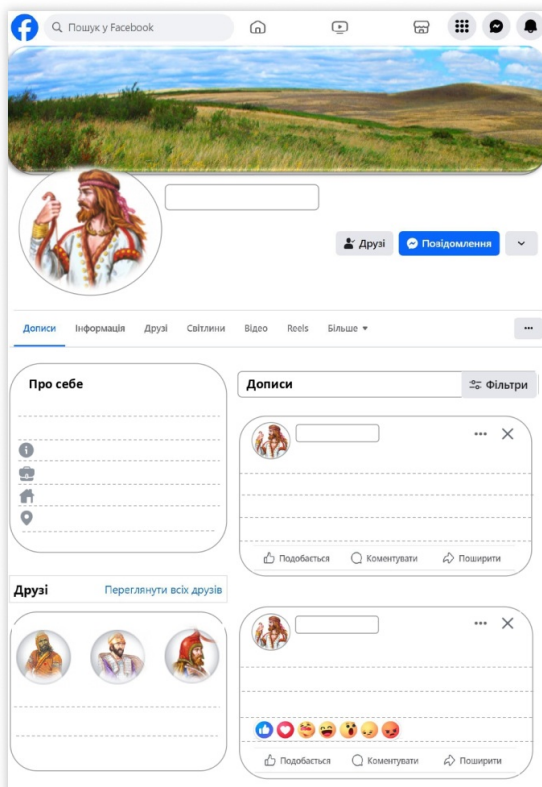 Пошук у Facebook
Друзі
Повідомлення
Дописи Інформація Друзі Світлини Відео Reels Більше
Про себе
Дописи
Фільтри
Подобається Коментувати Поширити
Друзі
Переглянути всіх друзів
Подобається Коментувати Поширити